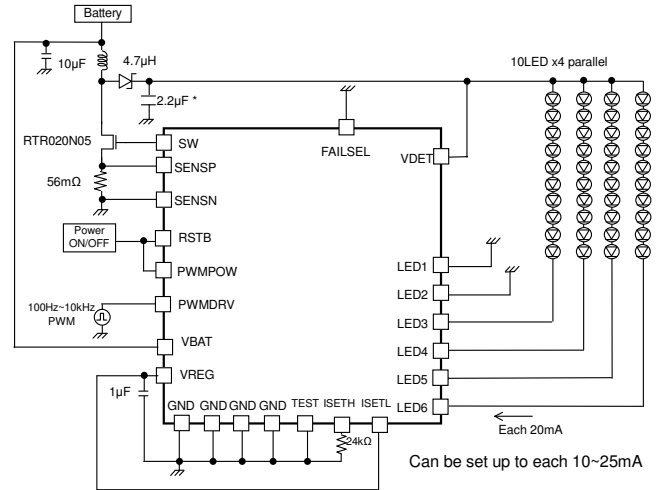 Battery
4.7μH
10μF
10LED x4 parallel
2.2μF *
RTR020N05
FAILSEL
SW
VDET
SENSP
56mΩ
SENSN
Power
ON/OFF
RSTB
LED1
PWMPOW
LED2
100Hz~10kHz
PWM
PWMDRV
LED3
VBAT
LED4
VREG
LED5
1μF
GND GND GND GND TEST ISETH ISETL
LED6
24kΩ
Each 20mA
Can be set up to each 10~25mA